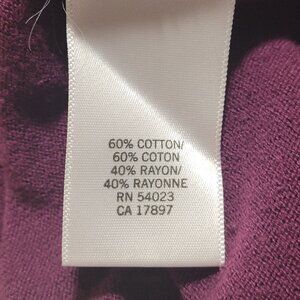 60% COTTON/
60% COTON
40% RAYON/
40% RAYONNE
RN 54023
CA 17897